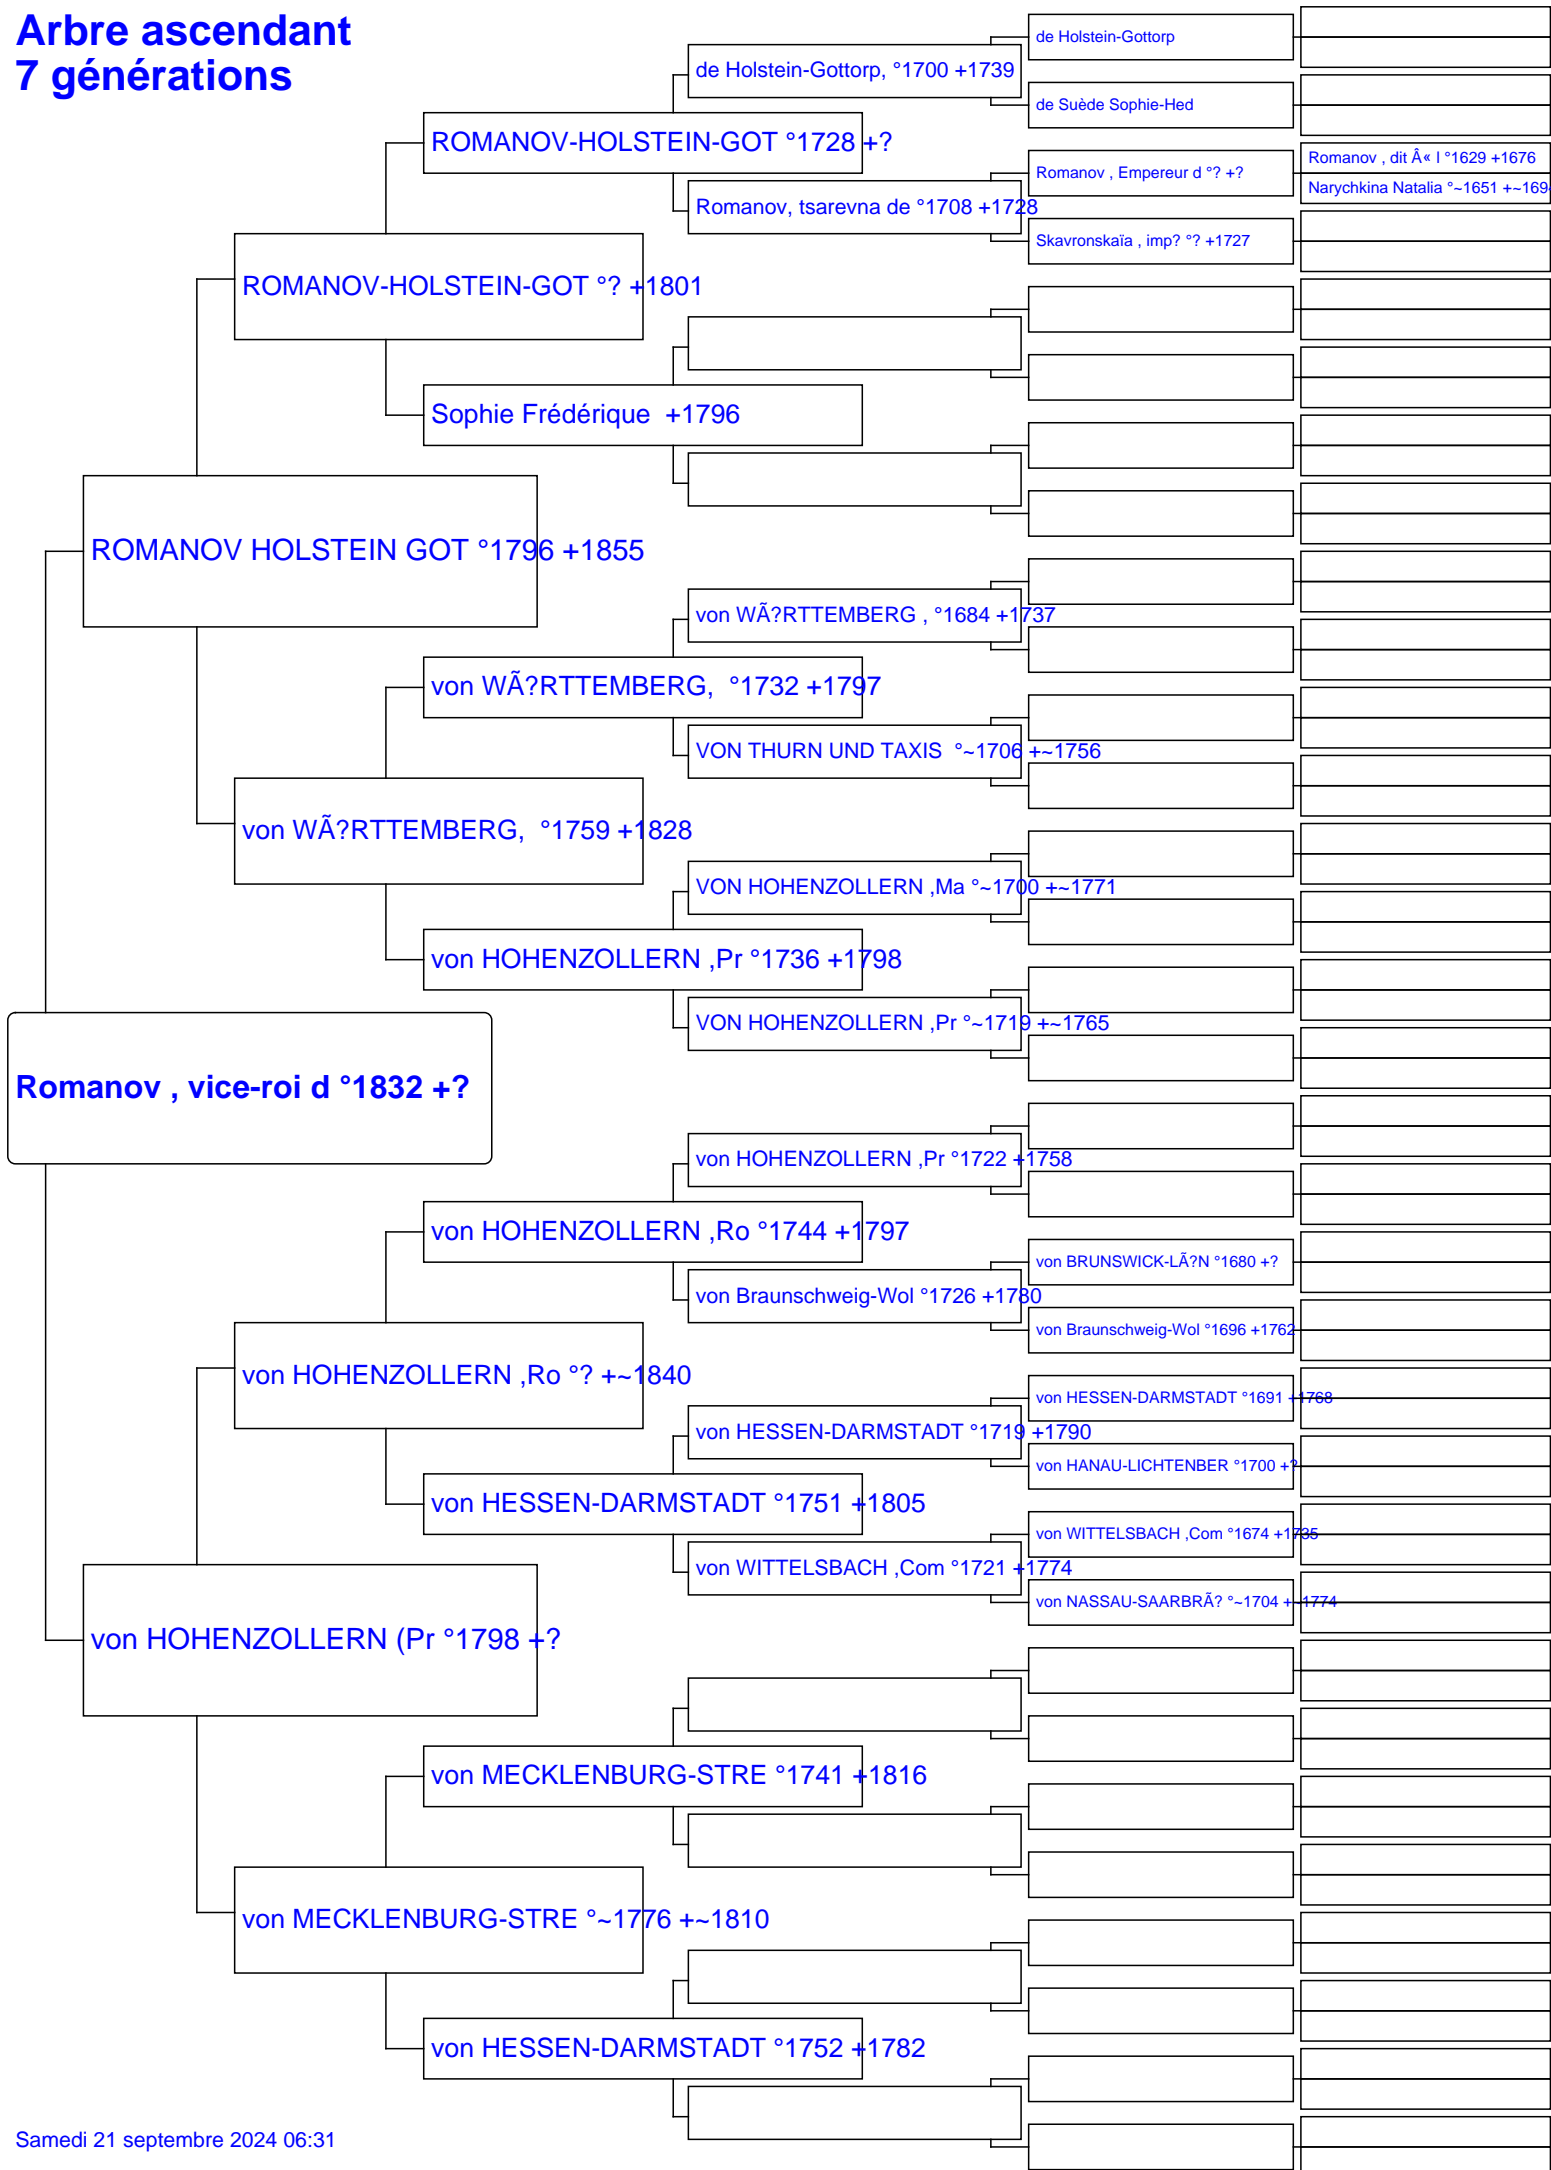 Arbre ascendant
7 générations
de Holstein-Gottorp
de Holstein-Gottorp, °1700 +1739
de Suède Sophie-Hed
ROMANOV-HOLSTEIN-GOT °1728 +?
Romanov , dit Â« l °1629 +1676
Romanov , Empereur d °? +?
Narychkina Natalia °~1651 +~169
Romanov, tsarevna de °1708 +1728
Skavronskaïa , imp? °? +1727
ROMANOV-HOLSTEIN-GOT °? +1801
Sophie Frédérique  +1796
ROMANOV HOLSTEIN GOT °1796 +1855
von WÃ?RTTEMBERG , °1684 +1737
von WÃ?RTTEMBERG,  °1732 +1797
VON THURN UND TAXIS  °~1706 +~1756
von WÃ?RTTEMBERG,  °1759 +1828
VON HOHENZOLLERN ,Ma °~1700 +~1771
von HOHENZOLLERN ,Pr °1736 +1798
VON HOHENZOLLERN ,Pr °~1719 +~1765
Romanov , vice-roi d °1832 +?
von HOHENZOLLERN ,Pr °1722 +1758
von HOHENZOLLERN ,Ro °1744 +1797
von BRUNSWICK-LÃ?N °1680 +?
von Braunschweig-Wol °1726 +1780
von Braunschweig-Wol °1696 +1762
von HOHENZOLLERN ,Ro °? +~1840
von HESSEN-DARMSTADT °1691 +1768
von HESSEN-DARMSTADT °1719 +1790
von HANAU-LICHTENBER °1700 +?
von HESSEN-DARMSTADT °1751 +1805
von WITTELSBACH ,Com °1674 +1735
von WITTELSBACH ,Com °1721 +1774
von NASSAU-SAARBRÃ? °~1704 +~1774
von HOHENZOLLERN (Pr °1798 +?
von MECKLENBURG-STRE °1741 +1816
von MECKLENBURG-STRE °~1776 +~1810
von HESSEN-DARMSTADT °1752 +1782
Samedi 21 septembre 2024 06:31